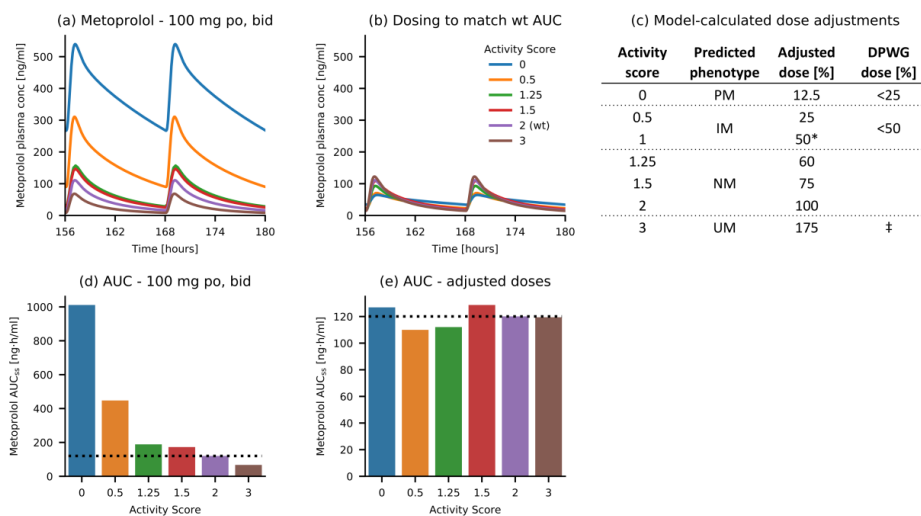 (a) Metoprolol - 100 mg po, bid
Metoprolol plasma conc [ng/ml]
500
400
300
200
100
0
156
162
168
174
180
Time [hours]
(b) Dosing to match wt AUC
Metoprolol plasma conc [ng/ml]
500
400
300
200
100
0
156
162
168
174
180
Time [hours]
Activity Score
0
0.5
1.25
1.5
2 (wt)
3
(c) Model-calculated dose adjustments
Activity score
Predicted phenotype
Adjusted dose [%]
DPWG dose [%]
0 PM 12.5 <25
0.5 25
IM <50
1 50*
1.25 60
1.5 NM 75
2 100
3 UM 175 ‡
(d) AUC - 100 mg po, bid
Metoprolol AUCss [ng·h/ml]
1000
800
600
400
200
0
0 0.5 1.25 1.5 2 3
Activity Score
(e) AUC - adjusted doses
Metoprolol AUCss [ng·h/ml]
120
100
80
60
40
20
0
0 0.5 1.25 1.5 2 3
Activity Score